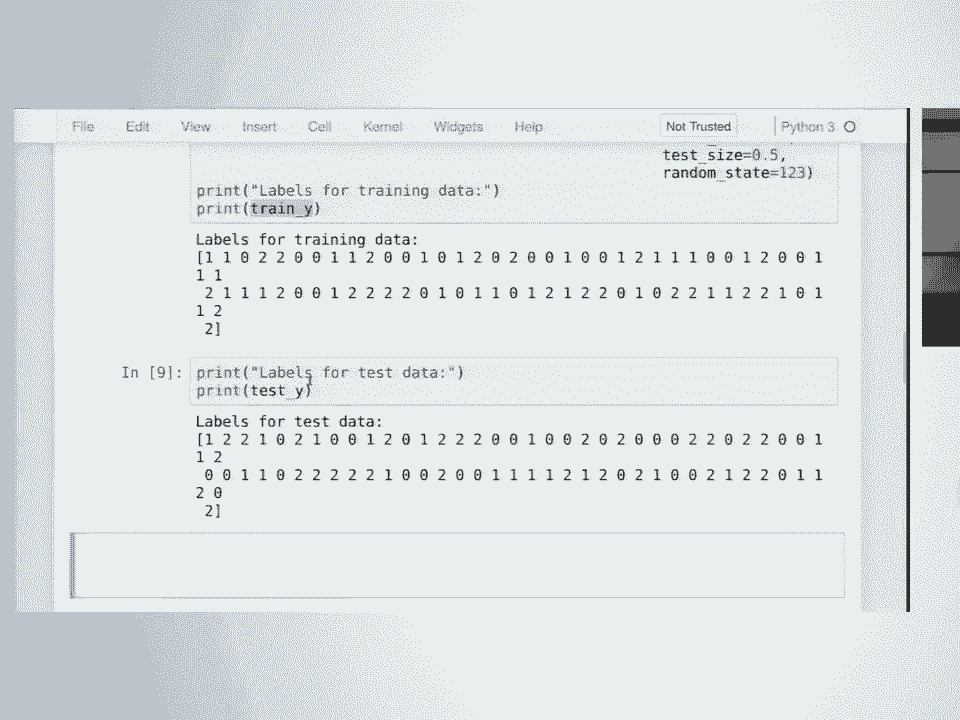 File Edit View Insert Cell Kernel Widgets Help Not Trusted Python 3
test_size=0.5,
random_state=123)
print("Labels for training data:")
print(train_y)
Labels for training data:
[1 1 0 2 2 0 0 1 1 2 0 0 1 0 1 2 0 2 0 0 1 0 0 1 2 1 1 1 0 0 1 2 0 0 1
1 1
2 1 1 1 2 0 0 1 2 2 2 2 0 1 0 1 1 0 1 2 1 2 2 0 1 0 2 2 1 1 2 2 1 0 1
1 2
2]
In [9]: print("Labels for test data:")
print(test_y)
Labels for test data:
[1 2 2 1 0 2 1 0 0 1 2 0 1 2 2 2 0 0 1 0 0 2 0 2 0 0 0 2 2 0 2 2 0 0 1
1 2
0 0 1 1 0 2 2 2 2 2 1 0 0 2 0 0 1 1 1 1 2 1 2 0 2 1 0 0 2 1 2 2 0 1 1
2 0
2]